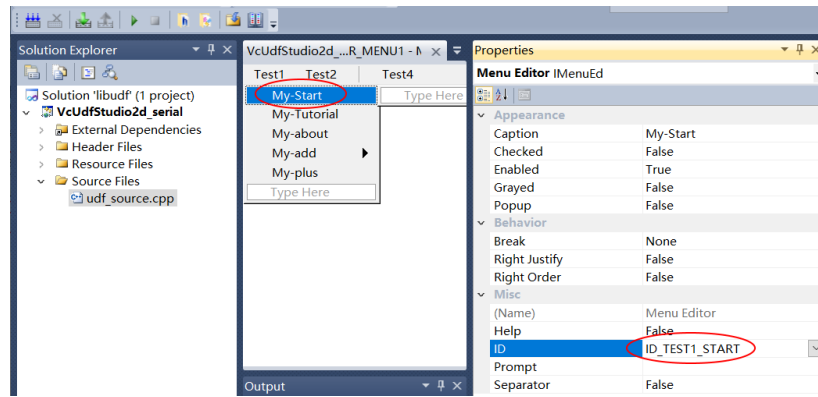 Solution Explorer
Solution 'libudf' (1 project)
VcUdfStudio2d_serial
External Dependencies
Header Files
Resource Files
Source Files
udf_source.cpp
VcUdfStudio2d_...R_MENU1 - M
Test1 Test2 Test4
My-Start Type Here
My-Tutorial
My-about
My-add
My-plus
Type Here
Output
Properties
Menu Editor IMenuEd
Appearance
Caption My-Start
Checked False
Enabled True
Grayed False
Popup False
Behavior
Break None
Right Justify False
Right Order False
Misc
(Name) Menu Editor
Help False
ID ID_TEST1_START
Prompt
Separator False